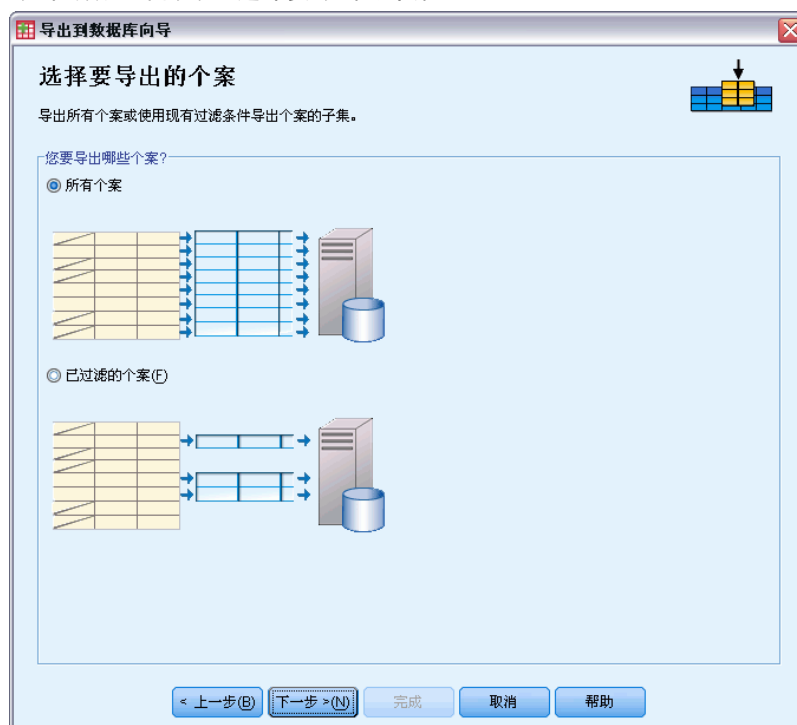 导出到数据库向导
选择要导出的个案
导出所有个案或使用现有过滤条件导出个案的子集。
您要导出哪些个案?
所有个案
已过滤的个案(F)
< 上一步(B) 下一步 >(N) 完成 取消 帮助